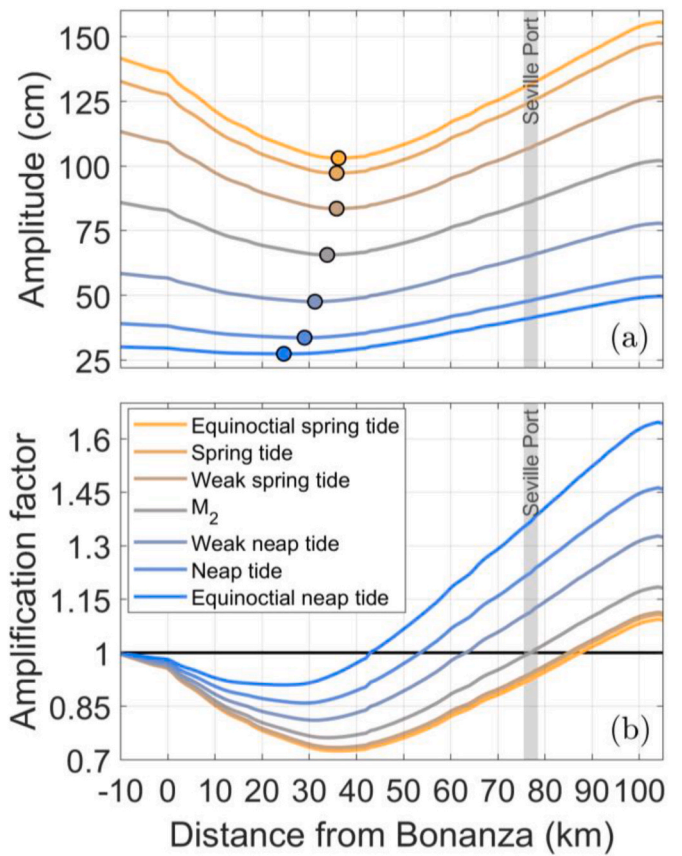 150
125
100
75
50
25
Amplitude (cm)
Seville Port
(a)
1.6
1.45
1.3
1.15
1
0.85
0.7
Amplification factor
Equinoctial spring tide
Spring tide
Weak spring tide
M2
Weak neap tide
Neap tide
Equinoctial neap tide
Seville Port
(b)
-10 0 10 20 30 40 50 60 70 80 90 100
Distance from Bonanza (km)